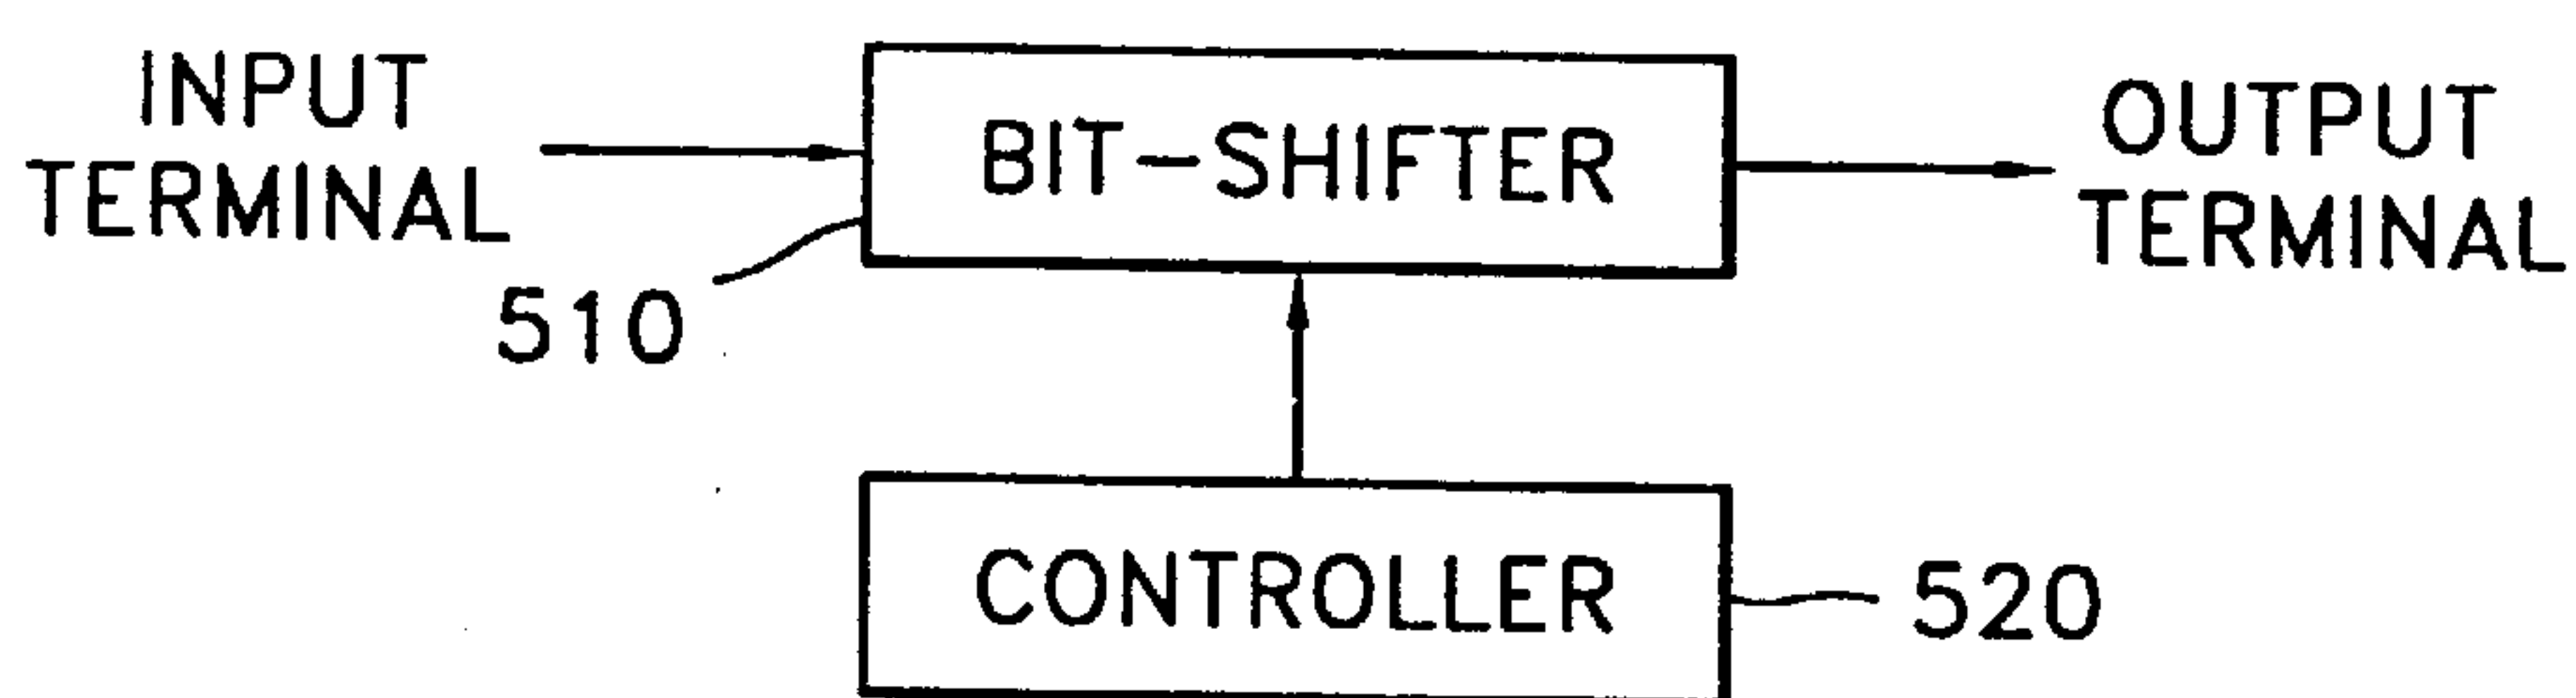 INPUT
TERMINAL
BIT-SHIFTER
OUTPUT
TERMINAL
510
CONTROLLER
520